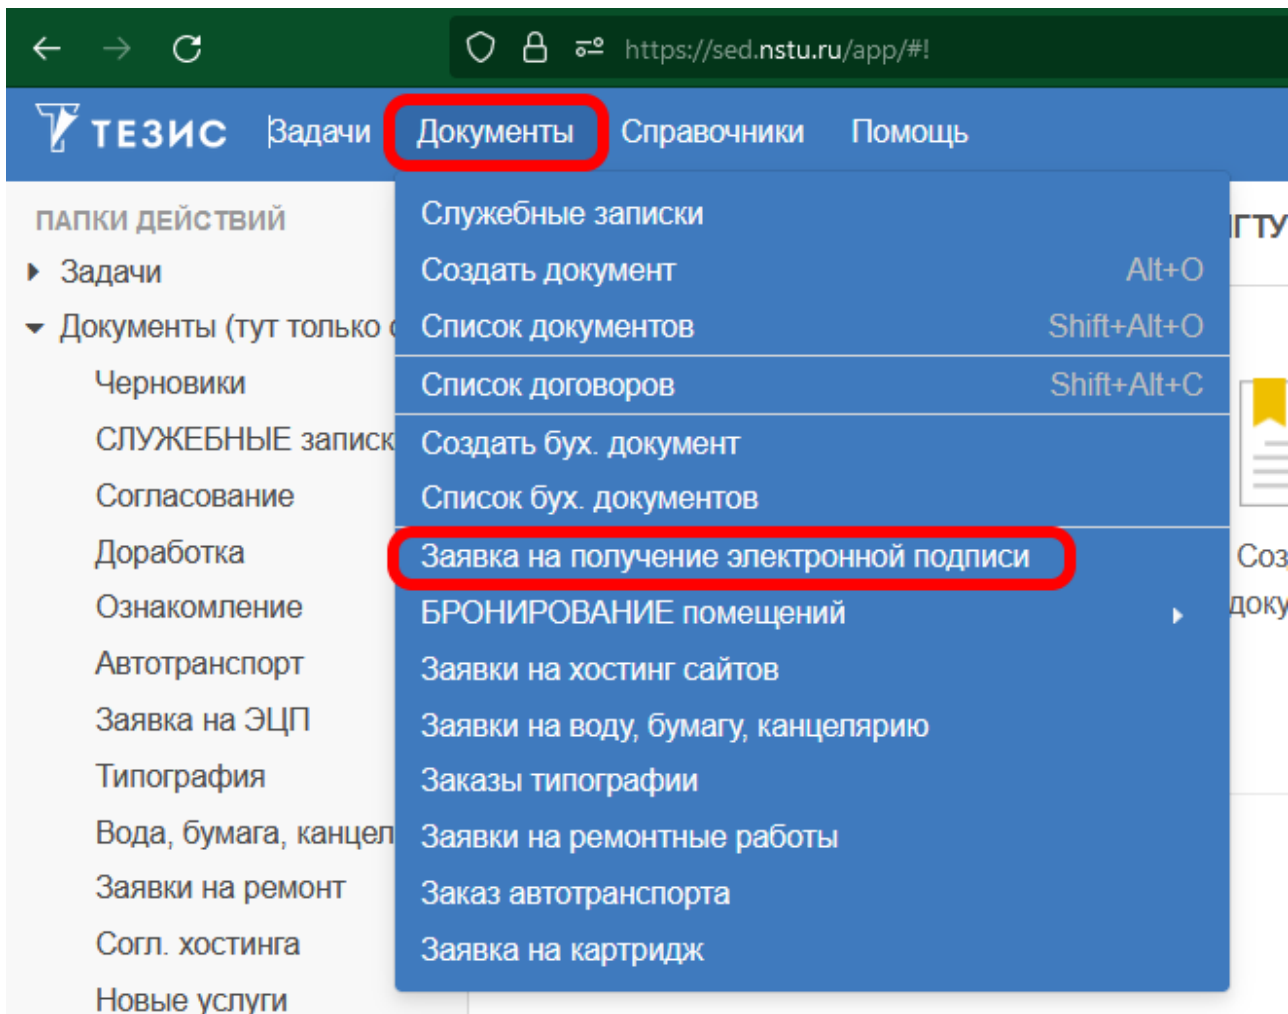 https://sed.nstu.ru/app/#!
ТЕЗИС Задачи Документы Справочники Помощь
ПАПКИ ДЕЙСТВИЙ
Задачи
Документы (тут только
Черновики
СЛУЖЕБНЫЕ записк
Согласование
Доработка
Ознакомление
Автотранспорт
Заявка на ЭЦП
Типография
Вода, бумага, канцел
Заявки на ремонт
Согл. хостинга
Новые услуги
Служебные записки
Создать документ Alt+O
Список документов Shift+Alt+O
Список договоров Shift+Alt+C
Создать бух. документ
Список бух. документов
Заявка на получение электронной подписи
БРОНИРОВАНИЕ помещений
Заявки на хостинг сайтов
Заявки на воду, бумагу, канцелярию
Заказы типографии
Заявки на ремонтные работы
Заказ автотранспорта
Заявка на картридж
ГТУ
Соз
доку